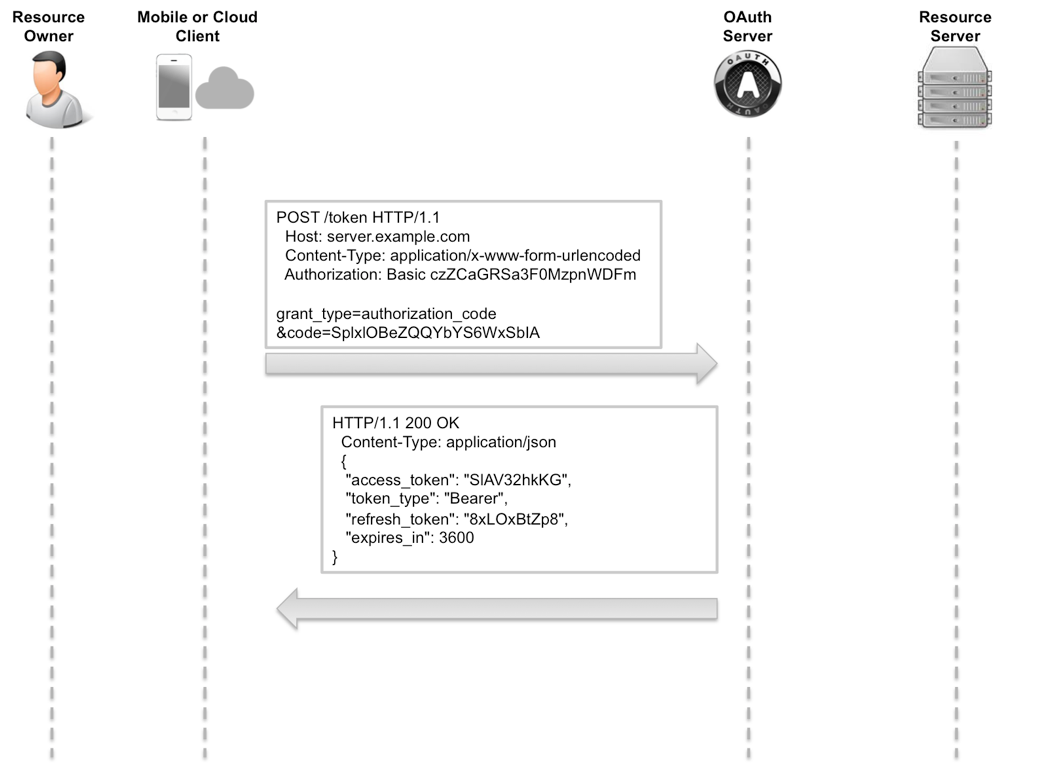 Resource
Owner
Mobile or Cloud
Client
OAuth
Server
Resource
Server
OAUTH
A
AUTH
POST /token HTTP/1.1
Host: server.example.com
Content-Type: application/x-www-form-urlencoded
Authorization: Basic czZCaGRSa3F0MzpnWDFm
grant_type=authorization_code
&code=SplxlOBeZQQYbYS6WxSbIA
HTTP/1.1 200 OK
Content-Type: application/json
{
"access_token": "SlAV32hkKG",
"token_type": "Bearer",
"refresh_token": "8xLOxBtZp8",
"expires_in": 3600
}